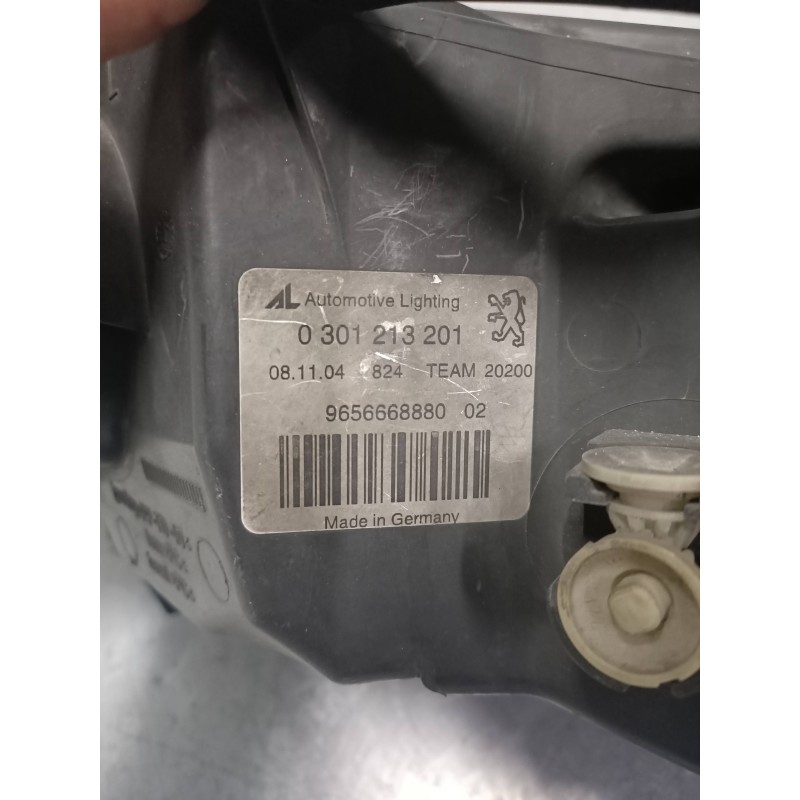 AL Automotive Lighting
0 301 213 201
08.11.04 824 TEAM 20200
9656668880 02
Made in Germany